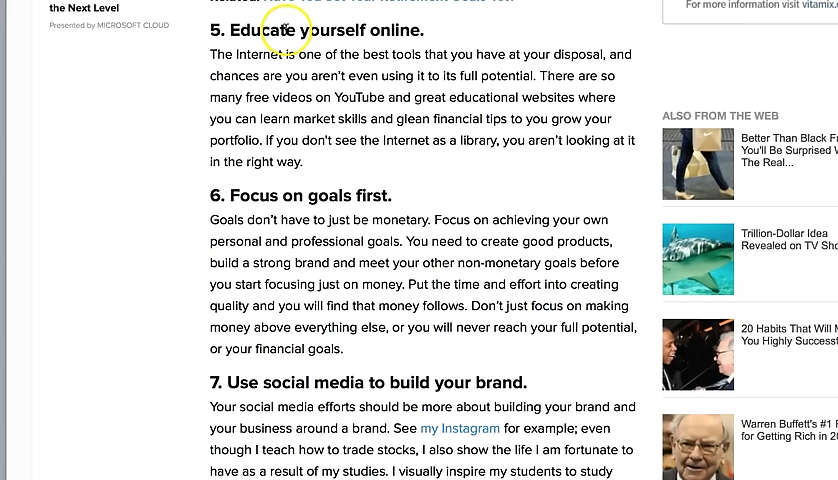 the Next Level
Presented by MICROSOFT CLOUD
5. Educate yourself online.
The Internet is one of the best tools that you have at your disposal, and
chances are you aren't even using it to its full potential. There are so
many free videos on YouTube and great educational websites where
you can learn market skills and glean financial tips to you grow your
portfolio. If you don't see the Internet as a library, you aren't looking at it
in the right way.
6. Focus on goals first.
Goals don't have to just be monetary. Focus on achieving your own
personal and professional goals. You need to create good products,
build a strong brand and meet your other non-monetary goals before
you start focusing just on money. Put the time and effort into creating
quality and you will find that money follows. Don't just focus on making
money above everything else, or you will never reach your full potential,
or your financial goals.
7. Use social media to build your brand.
Your social media efforts should be more about building your brand and
your business around a brand. See my Instagram for example; even
though I teach how to trade stocks, I also show the life I am fortunate to
have as a result of my studies. I visually inspire my students to study
For more information visit vitamix.
ALSO FROM THE WEB
Better Than Black
You'll Be Surprised
The Real...
Trillion-Dollar Idea
Revealed on TV
20 Habits That Will
You Highly
Warren Buffett's #1
for Getting Rich in